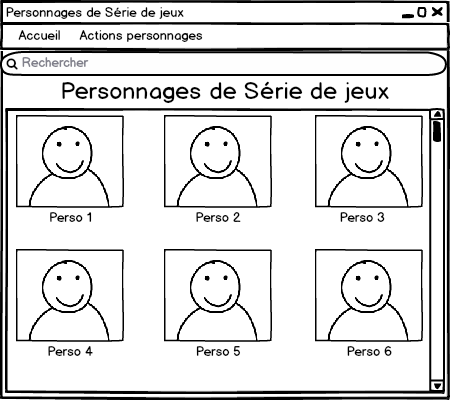 Personnages de Série de jeux
Accueil Actions personnages
Rechercher
Personnages de Série de jeux
Perso 1 Perso 2 Perso 3
Perso 4 Perso 5 Perso 6